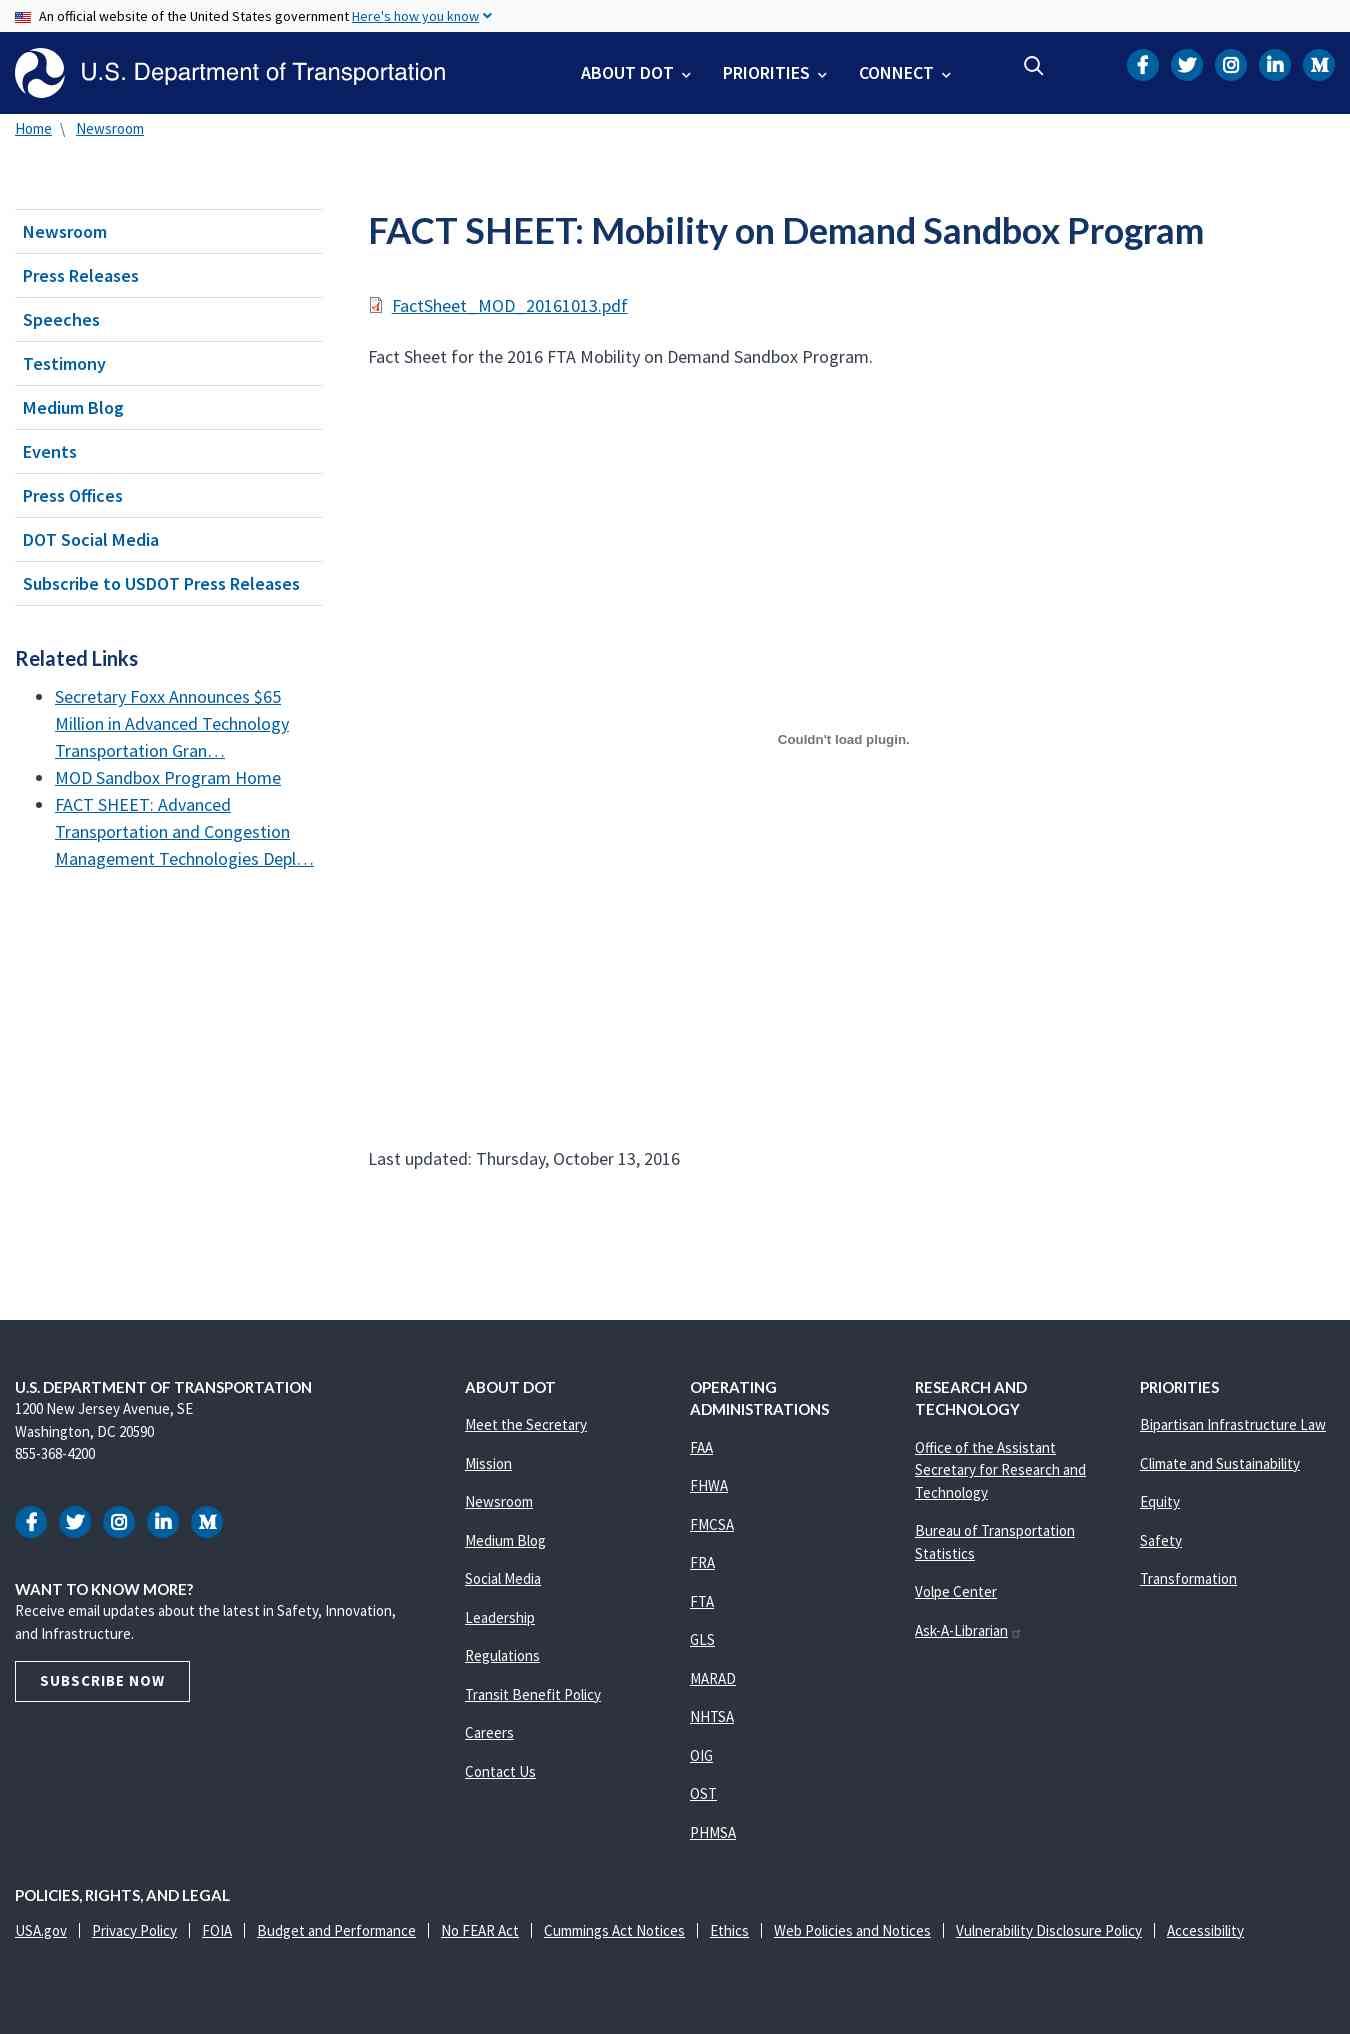 An official website of the United States government Here's how you know
U.S. Department of Transportation
ABOUT DOT
PRIORITIES
CONNECT
Home \ Newsroom
Newsroom
Press Releases
Speeches
Testimony
Medium Blog
Events
Press Offices
DOT Social Media
Subscribe to USDOT Press Releases
Related Links
Secretary Foxx Announces $65
Million in Advanced Technology
Transportation Gran…
MOD Sandbox Program Home
FACT SHEET: Advanced
Transportation and Congestion
Management Technologies Depl…
FACT SHEET: Mobility on Demand Sandbox Program
FactSheet_MOD_20161013.pdf
Fact Sheet for the 2016 FTA Mobility on Demand Sandbox Program.
Couldn't load plugin.
Last updated: Thursday, October 13, 2016
U.S. DEPARTMENT OF TRANSPORTATION
1200 New Jersey Avenue, SE
Washington, DC 20590
855-368-4200
WANT TO KNOW MORE?
Receive email updates about the latest in Safety, Innovation,
and Infrastructure.
SUBSCRIBE NOW
ABOUT DOT
Meet the Secretary
Mission
Newsroom
Medium Blog
Social Media
Leadership
Regulations
Transit Benefit Policy
Careers
Contact Us
OPERATING
ADMINISTRATIONS
FAA
FHWA
FMCSA
FRA
FTA
GLS
MARAD
NHTSA
OIG
OST
PHMSA
RESEARCH AND
TECHNOLOGY
Office of the Assistant
Secretary for Research and
Technology
Bureau of Transportation
Statistics
Volpe Center
Ask-A-Librarian
PRIORITIES
Bipartisan Infrastructure Law
Climate and Sustainability
Equity
Safety
Transformation
POLICIES, RIGHTS, AND LEGAL
USA.gov | Privacy Policy | FOIA | Budget and Performance | No FEAR Act | Cummings Act Notices | Ethics | Web Policies and Notices | Vulnerability Disclosure Policy | Accessibility